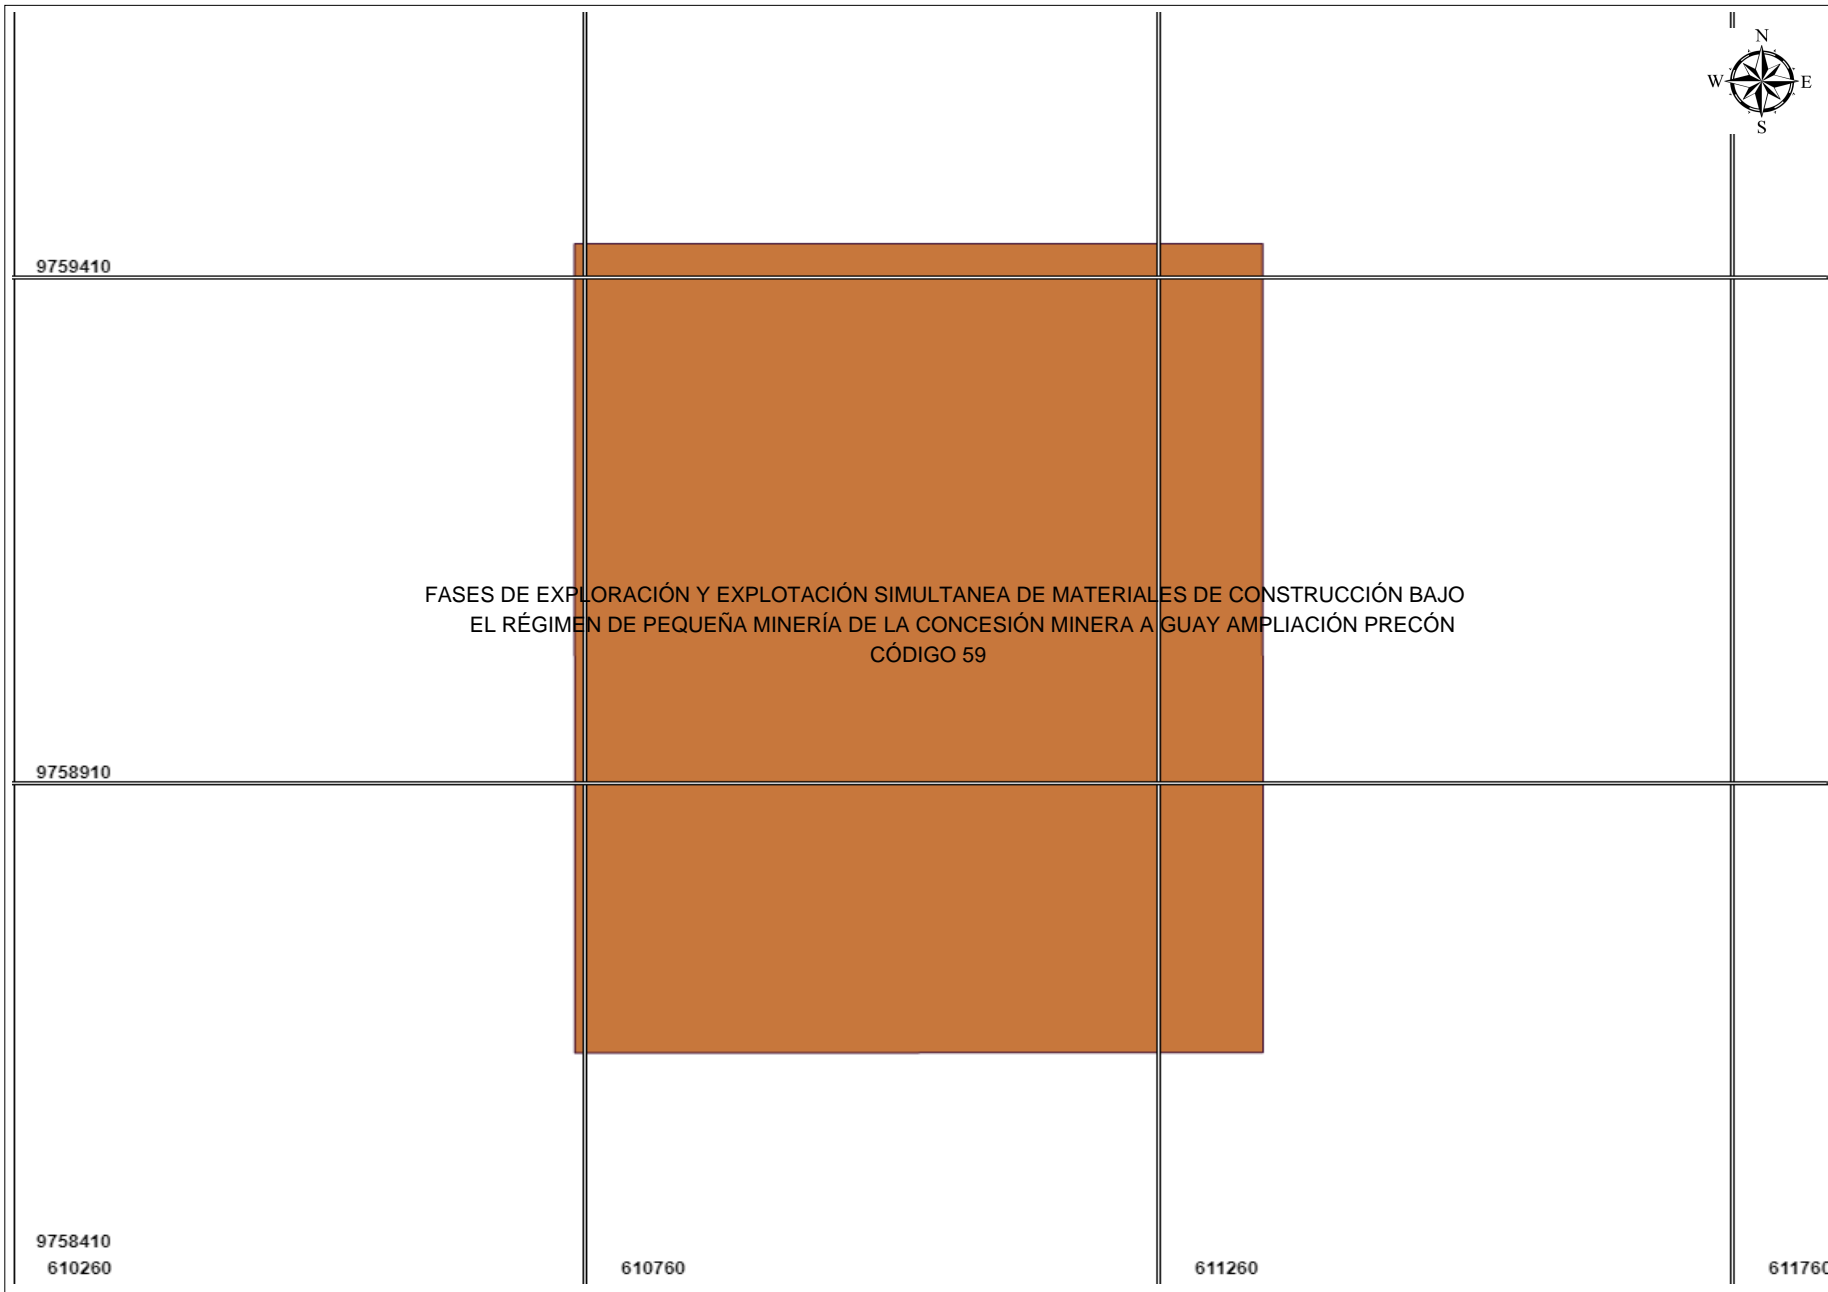 N
W E
S
9759410
FASES DE EXPLORACIÓN Y EXPLOTACIÓN SIMULTANEA DE MATERIALES DE CONSTRUCCIÓN BAJO
EL RÉGIMEN DE PEQUEÑA MINERÍA DE LA CONCESIÓN MINERA A GUAY AMPLIACIÓN PRECÓN
CÓDIGO 59
9758910
9758410
610260 610760 611260 611760